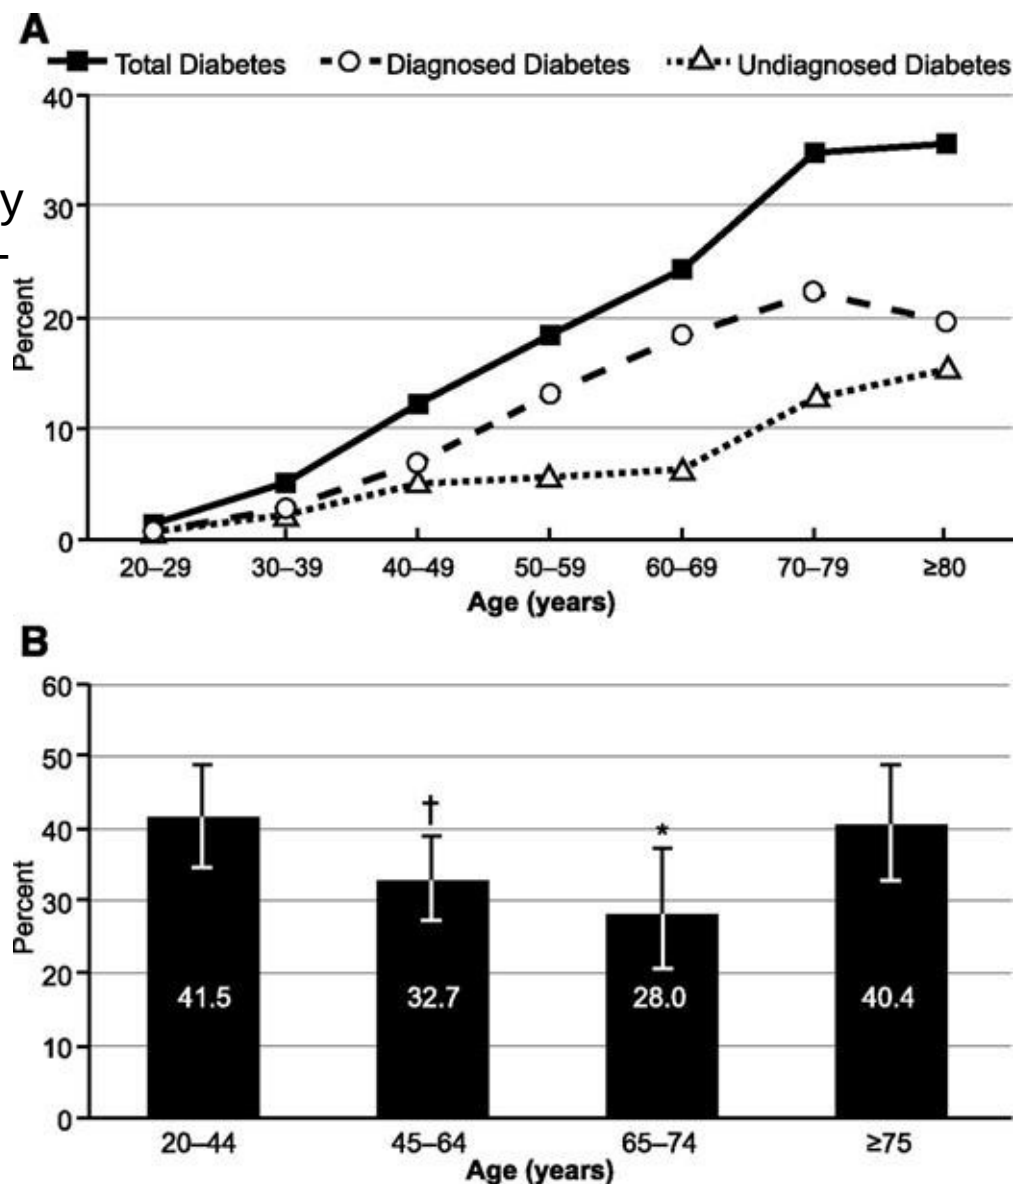 A
Total Diabetes Diagnosed Diabetes Undiagnosed Diabetes
40
y
30
-
20
10
0
Percent
20–29 30–39 40–49 50–59 60–69 70–79 ≥80
Age (years)
B
60
50
40
30
20
10
0
Percent
† *
41.5 32.7 28.0 40.4
20–44 45–64 65–74 ≥75
Age (years)